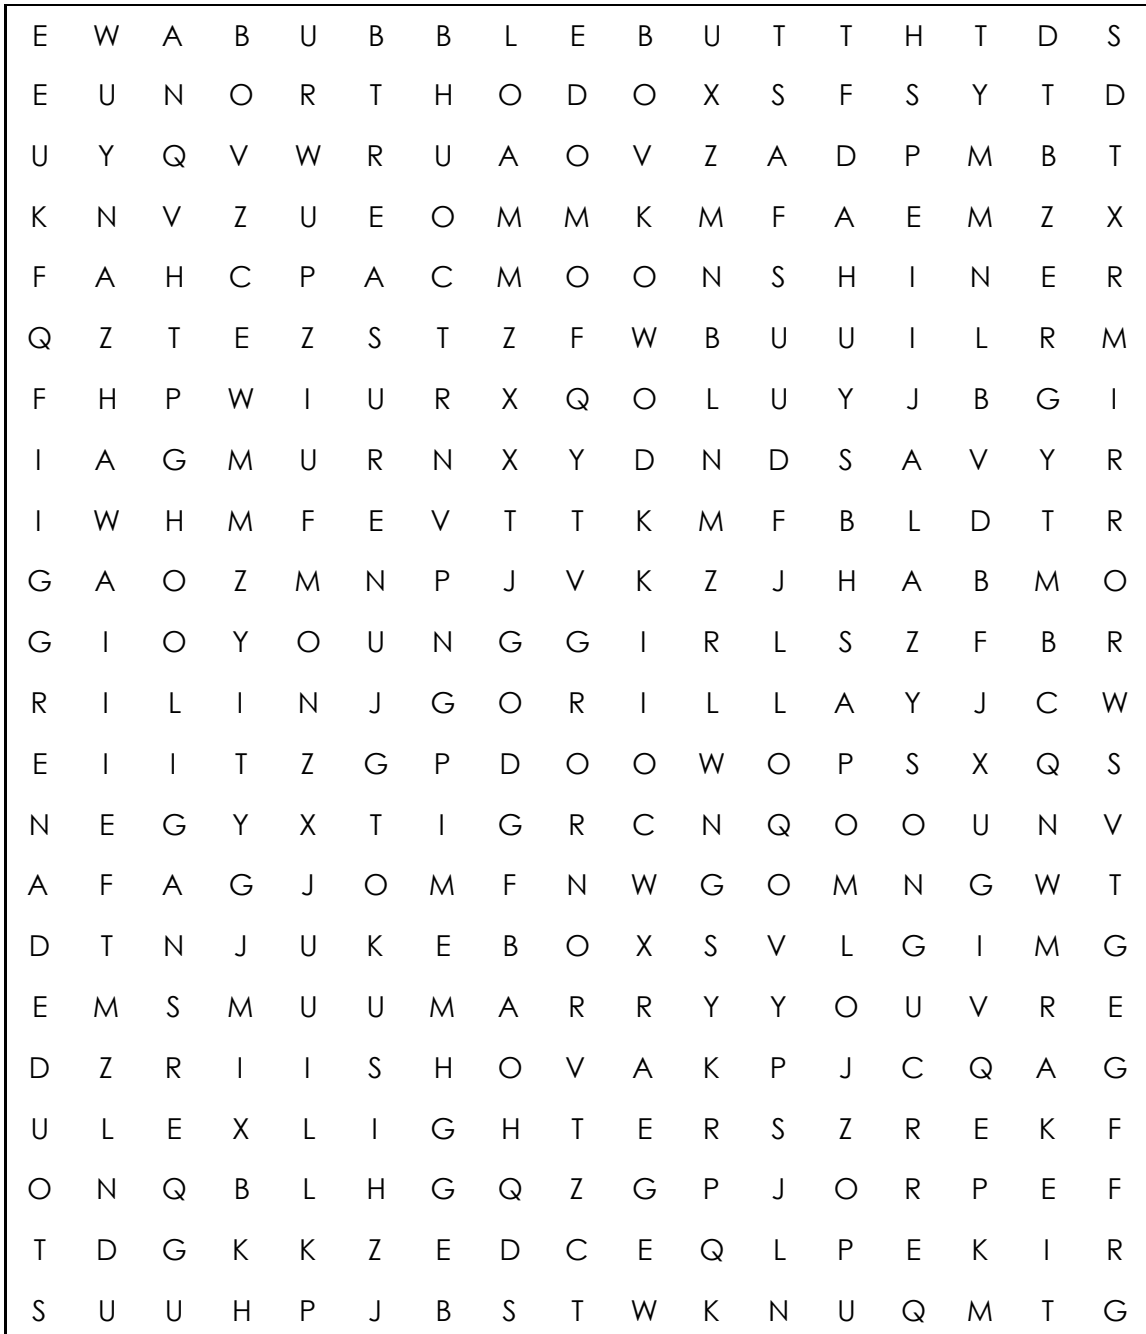 E W A B U B B L E B U T T H T D S
E U N O R T H O D O X S F S Y T D
U Y Q V W R U A O V Z A D P M B T
K N V Z U E O M M K M F A E M Z X
F A H C P A C M O O N S H I N E R
Q Z T E Z S T Z F W B U U I L R M
F H P W I U R X Q O L U Y J B G I
I A G M U R N X Y D N D S A V Y R
I W H M F E V T T K M F B L D T R
G A O Z M N P J V K Z J H A B M O
G I O Y O U N G G I R L S Z F B R
R I L I N J G O R I L L A Y J C W
E I I T Z G P D O O W O P S X Q S
N E G Y X T I G R C N Q O O U N V
A F A G J O M F N W G O M N G W T
D T N J U K E B O X S V L G I M G
E M S M U U M A R R Y Y O U V R E
D Z R I I S H O V A K P J C Q A G
U L E X L I G H T E R S Z R E K F
O N Q B L H G Q Z G P J O R P E F
T D G K K Z E D C E Q L P E K I R
S U U H P J B S T W K N U Q M T G